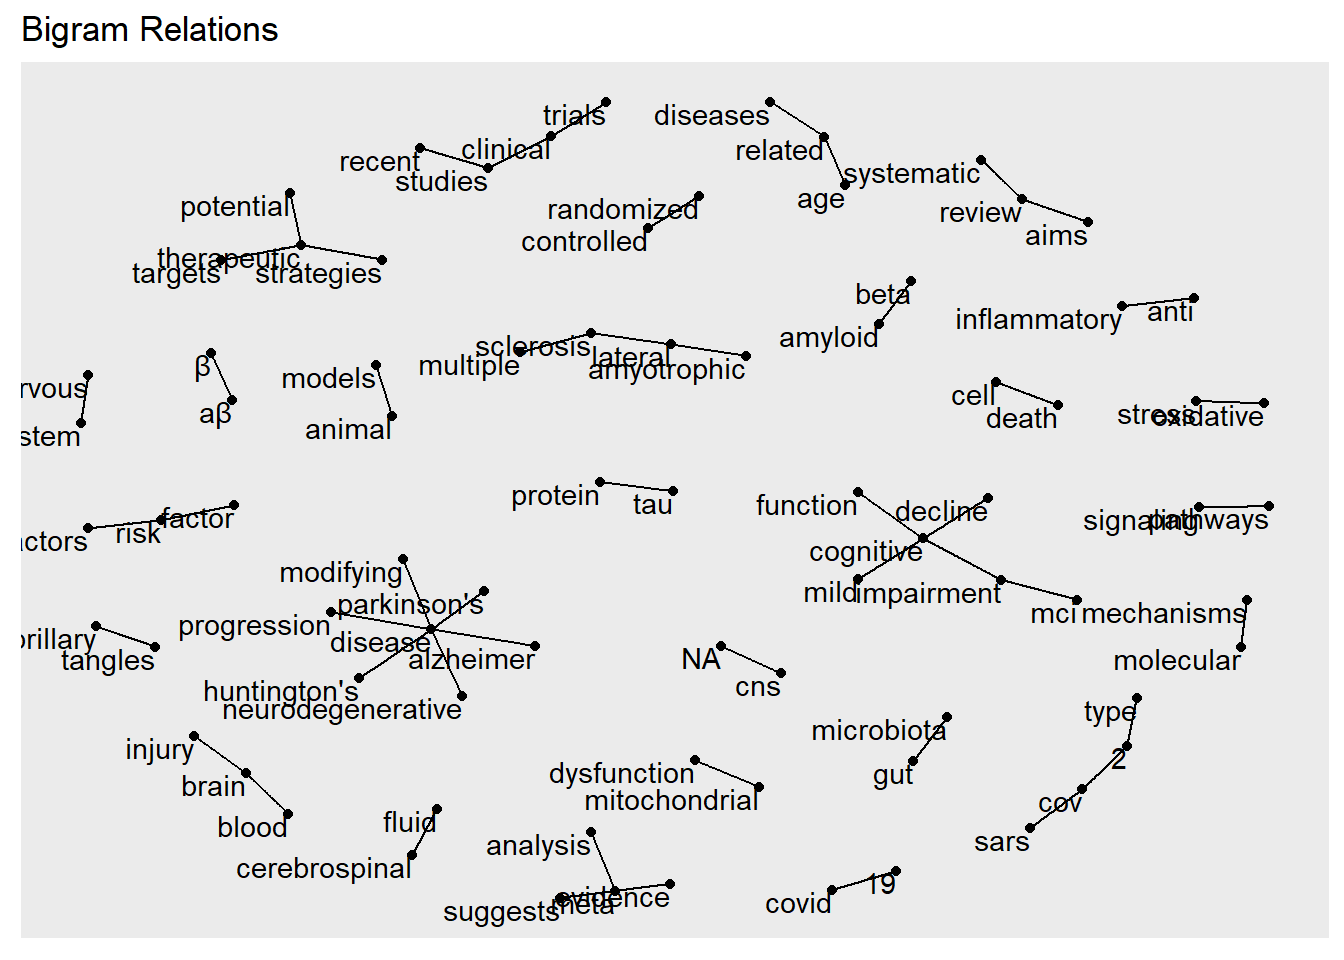 Bigram Relations
trials
diseases
clinical
related
recent
studies
systematic
age
potential
randomized
review
controlled
aims
therapeutic
targets
strategies
beta
inflammatory
anti
amyloid
sclerosis
lateral
multiple
amyotrophic
β
models
rvous
cell
aβ
death
stress
oxidative
animal
stem
protein
tau
function
decline
factor
signaling
pathways
risk
actors
cognitive
modifying
mild
impairment
parkinson's
mci
mechanisms
progression
brillary
disease
tangles
alzheimer
NA
molecular
cns
huntington's
neurodegenerative
type
microbiota
injury
2
dysfunction
gut
brain
mitochondrial
cov
fluid
blood
sars
analysis
cerebrospinal
19
evidence
covid
suggests
meta